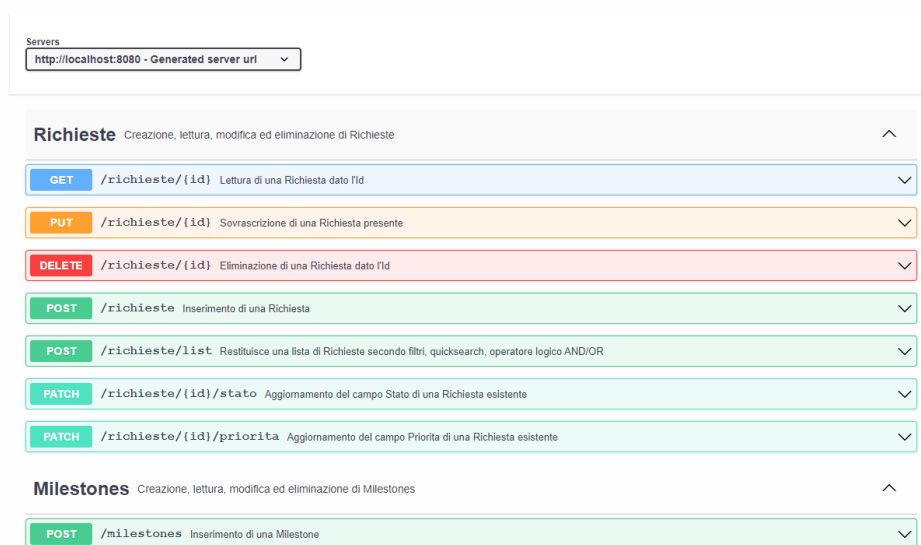 Servers
http://localhost:8080 - Generated server url
Richieste Creazione, lettura, modifica ed eliminazione di Richieste
GET /richieste/{id} Lettura di una Richiesta dato l'Id
PUT /richieste/{id} Sovrascrizione di una Richiesta presente
DELETE /richieste/{id} Eliminazione di una Richiesta dato l'Id
POST /richieste Inserimento di una Richiesta
POST /richieste/list Restituisce una lista di Richieste secondo filtri, quicksearch, operatore logico AND/OR
PATCH /richieste/{id}/stato Aggiornamento del campo Stato di una Richiesta esistente
PATCH /richieste/{id}/priorita Aggiornamento del campo Priorita di una Richiesta esistente
Milestones Creazione, lettura, modifica ed eliminazione di Milestones
POST /milestones Inserimento di una Milestone